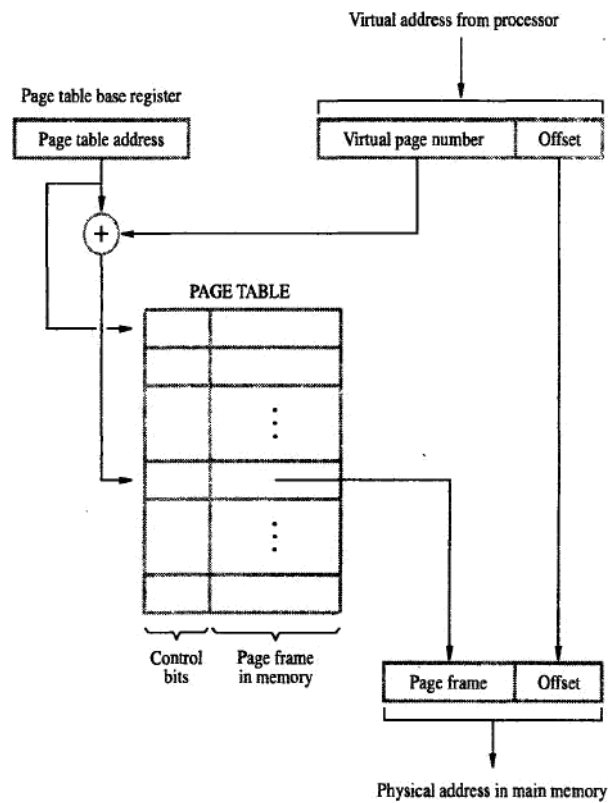 Virtual address from processor
Page table base register
Page table address
Virtual page number
Offset
+
PAGE TABLE
Control
bits
Page frame
in memory
Page frame
Offset
Physical address in main memory